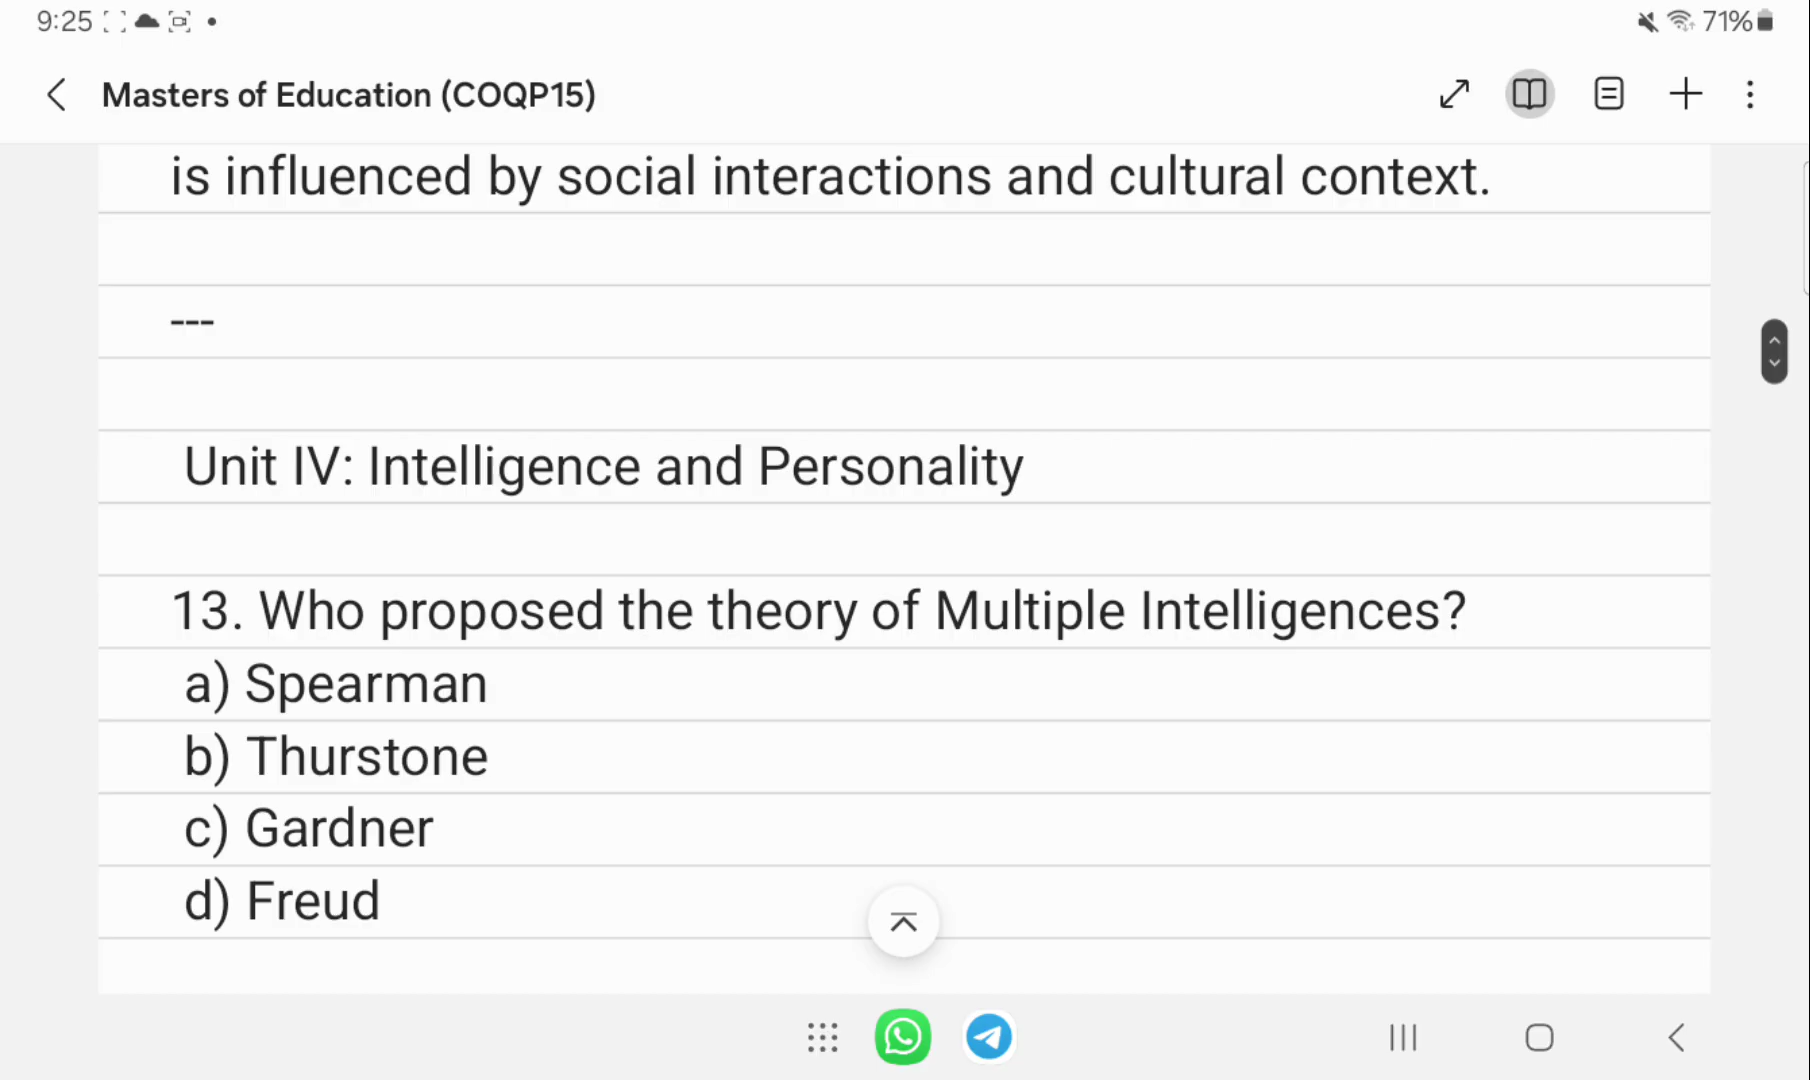 9:25
71%
Masters of Education (COQP15)
is influenced by social interactions and cultural context.
---
Unit IV: Intelligence and Personality
13. Who proposed the theory of Multiple Intelligences?
a) Spearman
b) Thurstone
c) Gardner
d) Freud